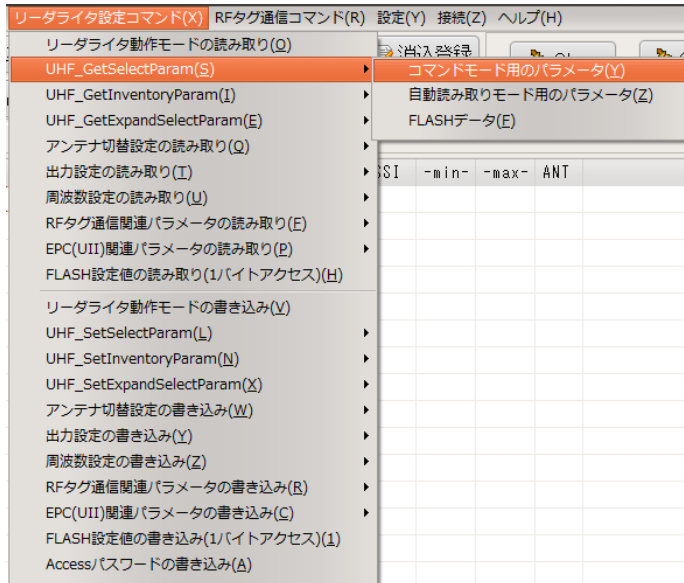 リーダライタ設定コマンド(X) RFタグ通信コマンド(R) 設定(Y) 接続(Z) ヘルプ(H)
リーダライタ動作モードの読み取り(O)
UHF_GetSelectParam(S)
コマンドモード用のパラメータ(Y)
UHF_GetInventoryParam(I)
自動読み取りモード用のパラメータ(Z)
UHF_GetExpandSelectParam(E)
FLASHデータ(F)
アンテナ切替設定の読み取り(Q)
出力設定の読み取り(T)
-min- -max- ANT
周波数設定の読み取り(U)
RFタグ通信関連パラメータの読み取り(F)
EPC(UII)関連パラメータの読み取り(P)
FLASH設定値の読み取り(1バイトアクセス)(H)
リーダライタ動作モードの書き込み(V)
UHF_SetSelectParam(L)
UHF_SetInventoryParam(N)
UHF_SetExpandSelectParam(X)
アンテナ切替設定の書き込み(W)
出力設定の書き込み(Y)
周波数設定の書き込み(Z)
RFタグ通信関連パラメータの書き込み(R)
EPC(UII)関連パラメータの書き込み(C)
FLASH設定値の書き込み(1バイトアクセス)(1)
Accessパスワードの書き込み(A)